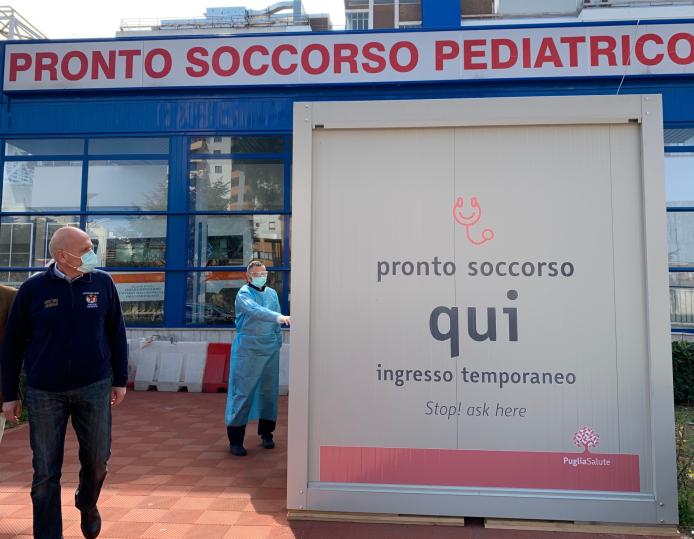 PRONTO SOCCORSO PEDIATRICO
pronto soccorso
qui
ingresso temporaneo
Stop! ask here
PugliaSalute